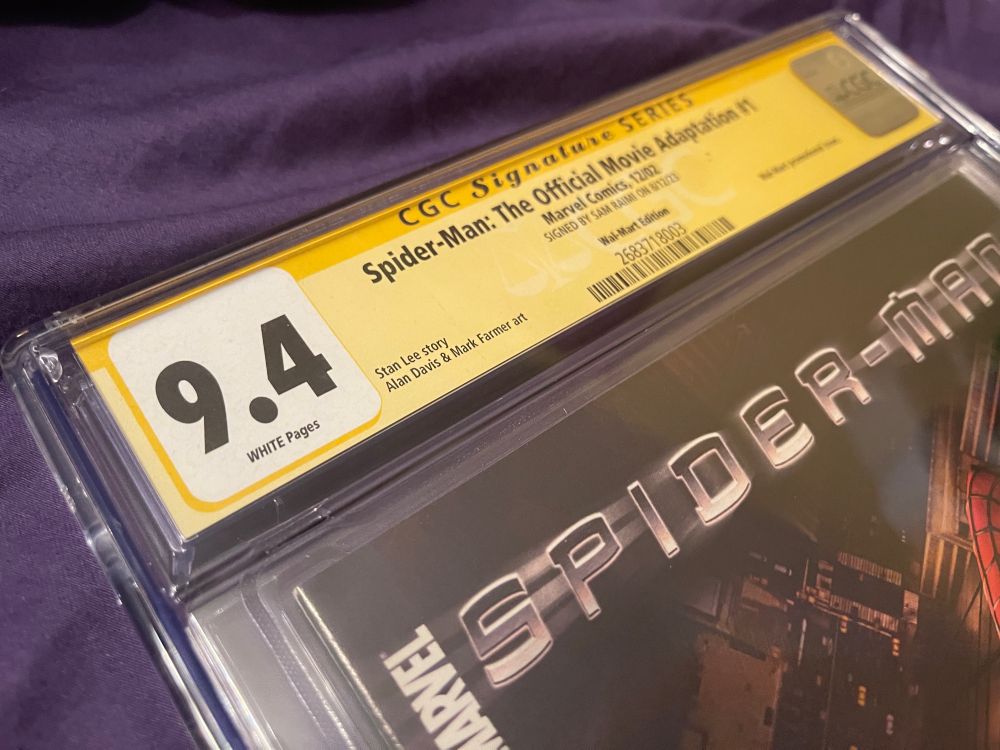 CGC Signature SERIES
Spider-Man: The Official Movie Adaptation #1
Marvel Comics, 12/02
SIGNED BY SAM RAIMI ON 8/12/23
Wal-Mart Edition
2683718003
Wal-Mart promotional issue.
9.4
WHITE Pages
Stan Lee story
Alan Davis & Mark Farmer art
CGC
SPIDER-MAN
MARVEL